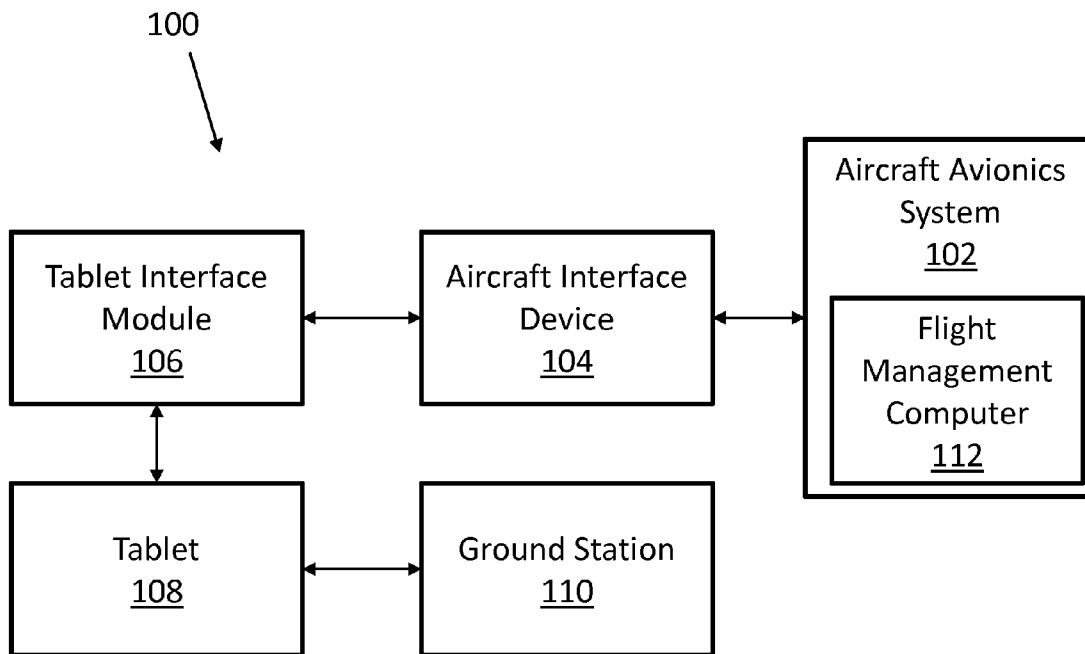 100
Aircraft Avionics
System
102
Tablet Interface
Module
106
Aircraft Interface
Device
104
Flight
Management
Computer
112
Tablet
108
Ground Station
110